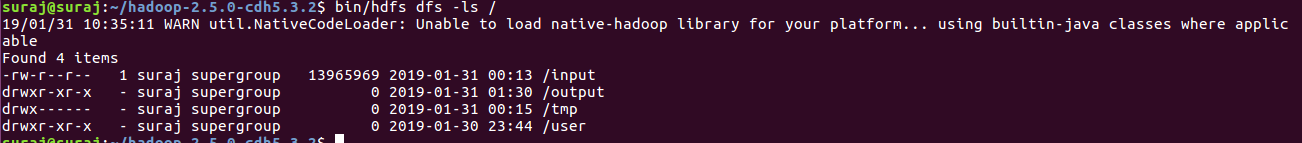 suraj@suraj:~/hadoop-2.5.0-cdh5.3.2$ bin/hdfs dfs -ls /
19/01/31 10:35:11 WARN util.NativeCodeLoader: Unable to load native-hadoop library for your platform... using builtin-java classes where applic
able
Found 4 items
-rw-r--r--   1 suraj supergroup   13965969 2019-01-31 00:13 /input
drwxr-xr-x   - suraj supergroup          0 2019-01-31 01:30 /output
drwx------   - suraj supergroup          0 2019-01-31 00:15 /tmp
drwxr-xr-x   - suraj supergroup          0 2019-01-30 23:44 /user
suraj@suraj:~/hadoop-2.5.0-cdh5.3.2$